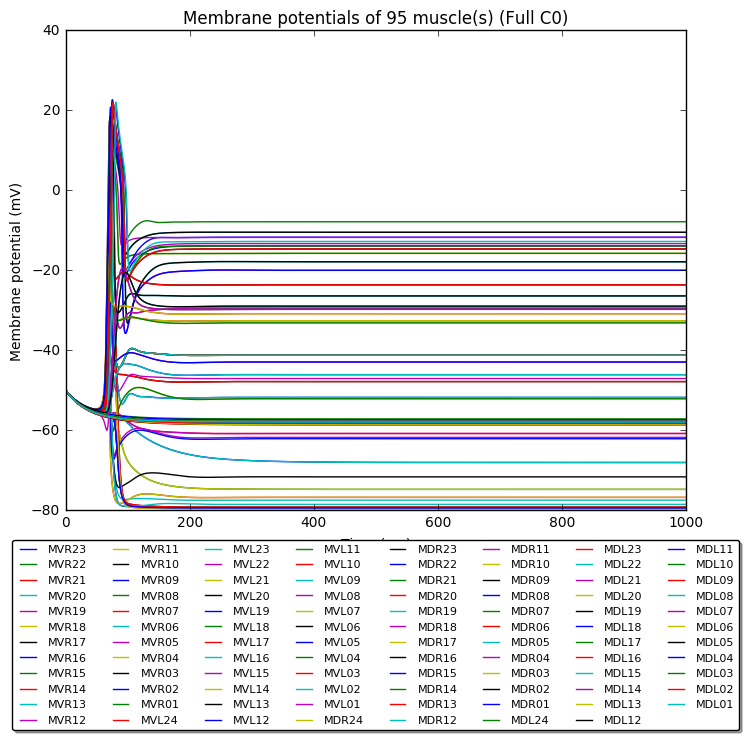 Membrane potentials of 95 muscle(s) (Full C0)
40
20
0
−20
−40
−60
−80
Membrane potential (mV)
0 200 400 600 800 1000
MVR23 MVR11 MVL23 MVL11 MDR23 MDR11 MDL23 MDL11
MVR22 MVR10 MVL22 MVL10 MDR22 MDR10 MDL22 MDL10
MVR21 MVR09 MVL21 MVL09 MDR21 MDR09 MDL21 MDL09
MVR20 MVR08 MVL20 MVL08 MDR20 MDR08 MDL20 MDL08
MVR19 MVR07 MVL19 MVL07 MDR19 MDR07 MDL19 MDL07
MVR18 MVR06 MVL18 MVL06 MDR18 MDR06 MDL18 MDL06
MVR17 MVR05 MVL17 MVL05 MDR17 MDR05 MDL17 MDL05
MVR16 MVR04 MVL16 MVL04 MDR16 MDR04 MDL16 MDL04
MVR15 MVR03 MVL15 MVL03 MDR15 MDR03 MDL15 MDL03
MVR14 MVR02 MVL14 MVL02 MDR14 MDR02 MDL14 MDL02
MVR13 MVR01 MVL13 MVL01 MDR13 MDR01 MDL13 MDL01
MVR12 MVL24 MVL12 MDR24 MDR12 MDL24 MDL12